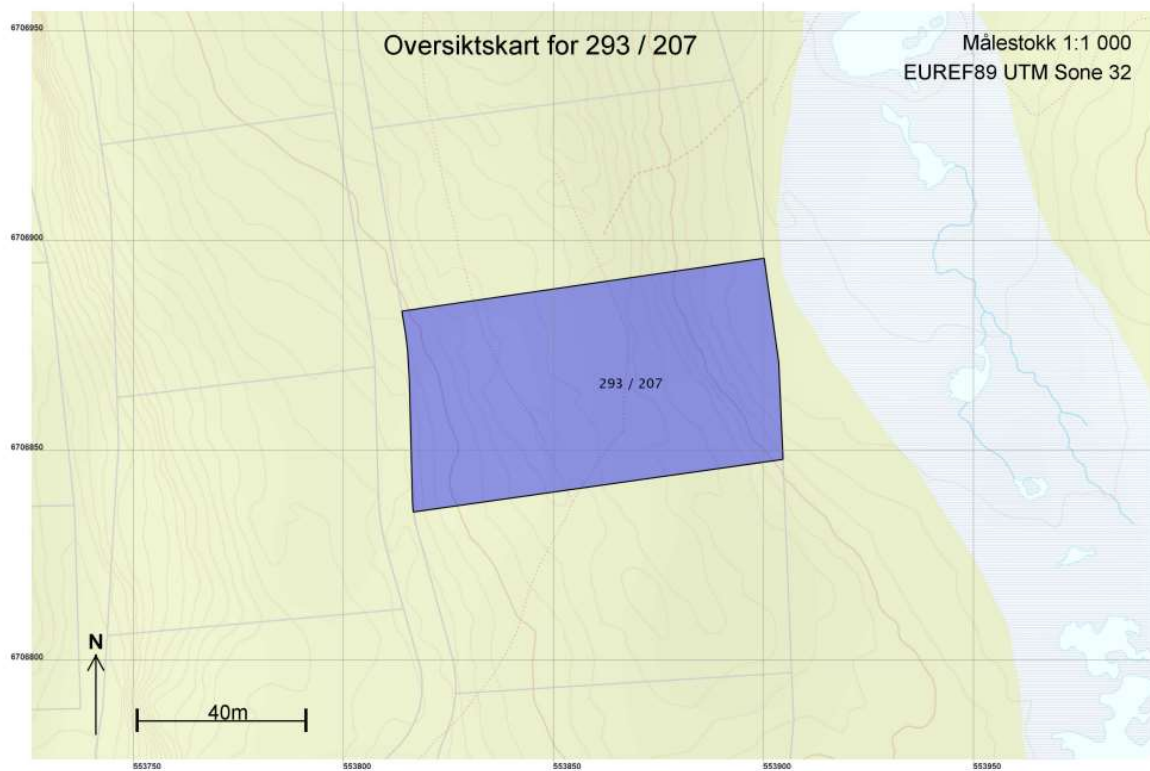 6706950
Oversiktskart for 293 / 207
Målestokk 1:1 000
EUREF89 UTM Sone 32
6706900
293 / 207
6706850
6706800
N
40m
553750
553800
553850
553900
553950